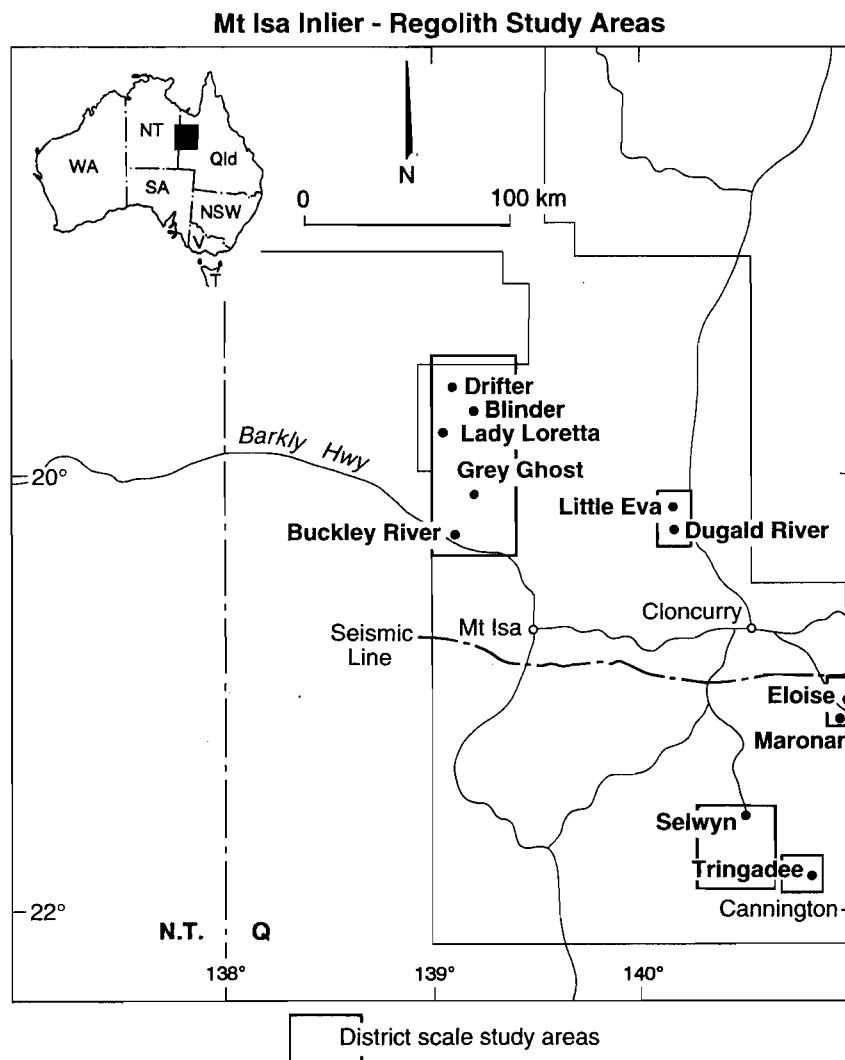 Mt Isa Inlier - Regolith Study Areas
NT
WA
Qld
SA
NSW
V
T
N
0
100 km
Drifter
Blinder
Lady Loretta
Barkly Hwy
Grey Ghost
20°
Little Eva
Buckley River
Dugald River
Cloncurry
Seismic
Line
Mt Isa
Eloise
Maronan
Selwyn
Tringadee
22°
Cannington
N.T.
Q
138°
139°
140°
District scale study areas